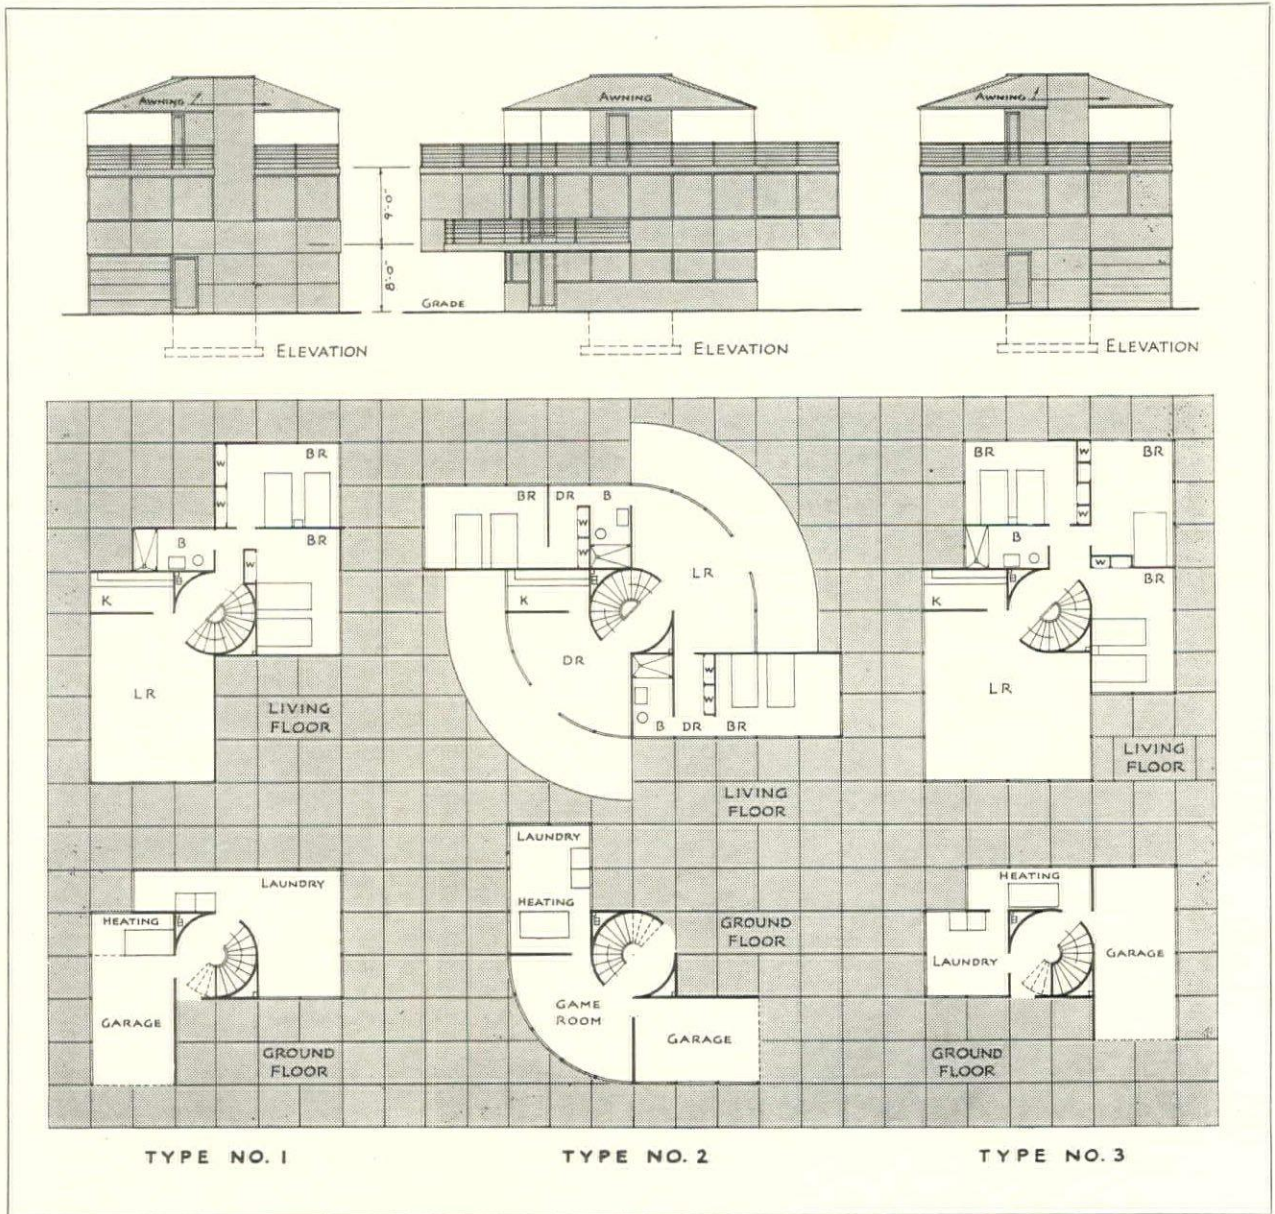 AWNING
AWNING
AWNING
9'-0"
8'-0"
GRADE
ELEVATION
ELEVATION
ELEVATION
BR
W
W
B
BR
W
K
LR
LIVING
FLOOR
BR
DR
B
W
W
LR
K
DR
W
W
B
DR
BR
LIVING
FLOOR
BR
W
BR
W
B
W
BR
K
LR
LIVING
FLOOR
LAUNDRY
HEATING
GARAGE
GROUND
FLOOR
LAUNDRY
HEATING
GROUND
FLOOR
GAME
ROOM
GARAGE
HEATING
LAUNDRY
GARAGE
GROUND
FLOOR
TYPE NO. 1
TYPE NO. 2
TYPE NO. 3